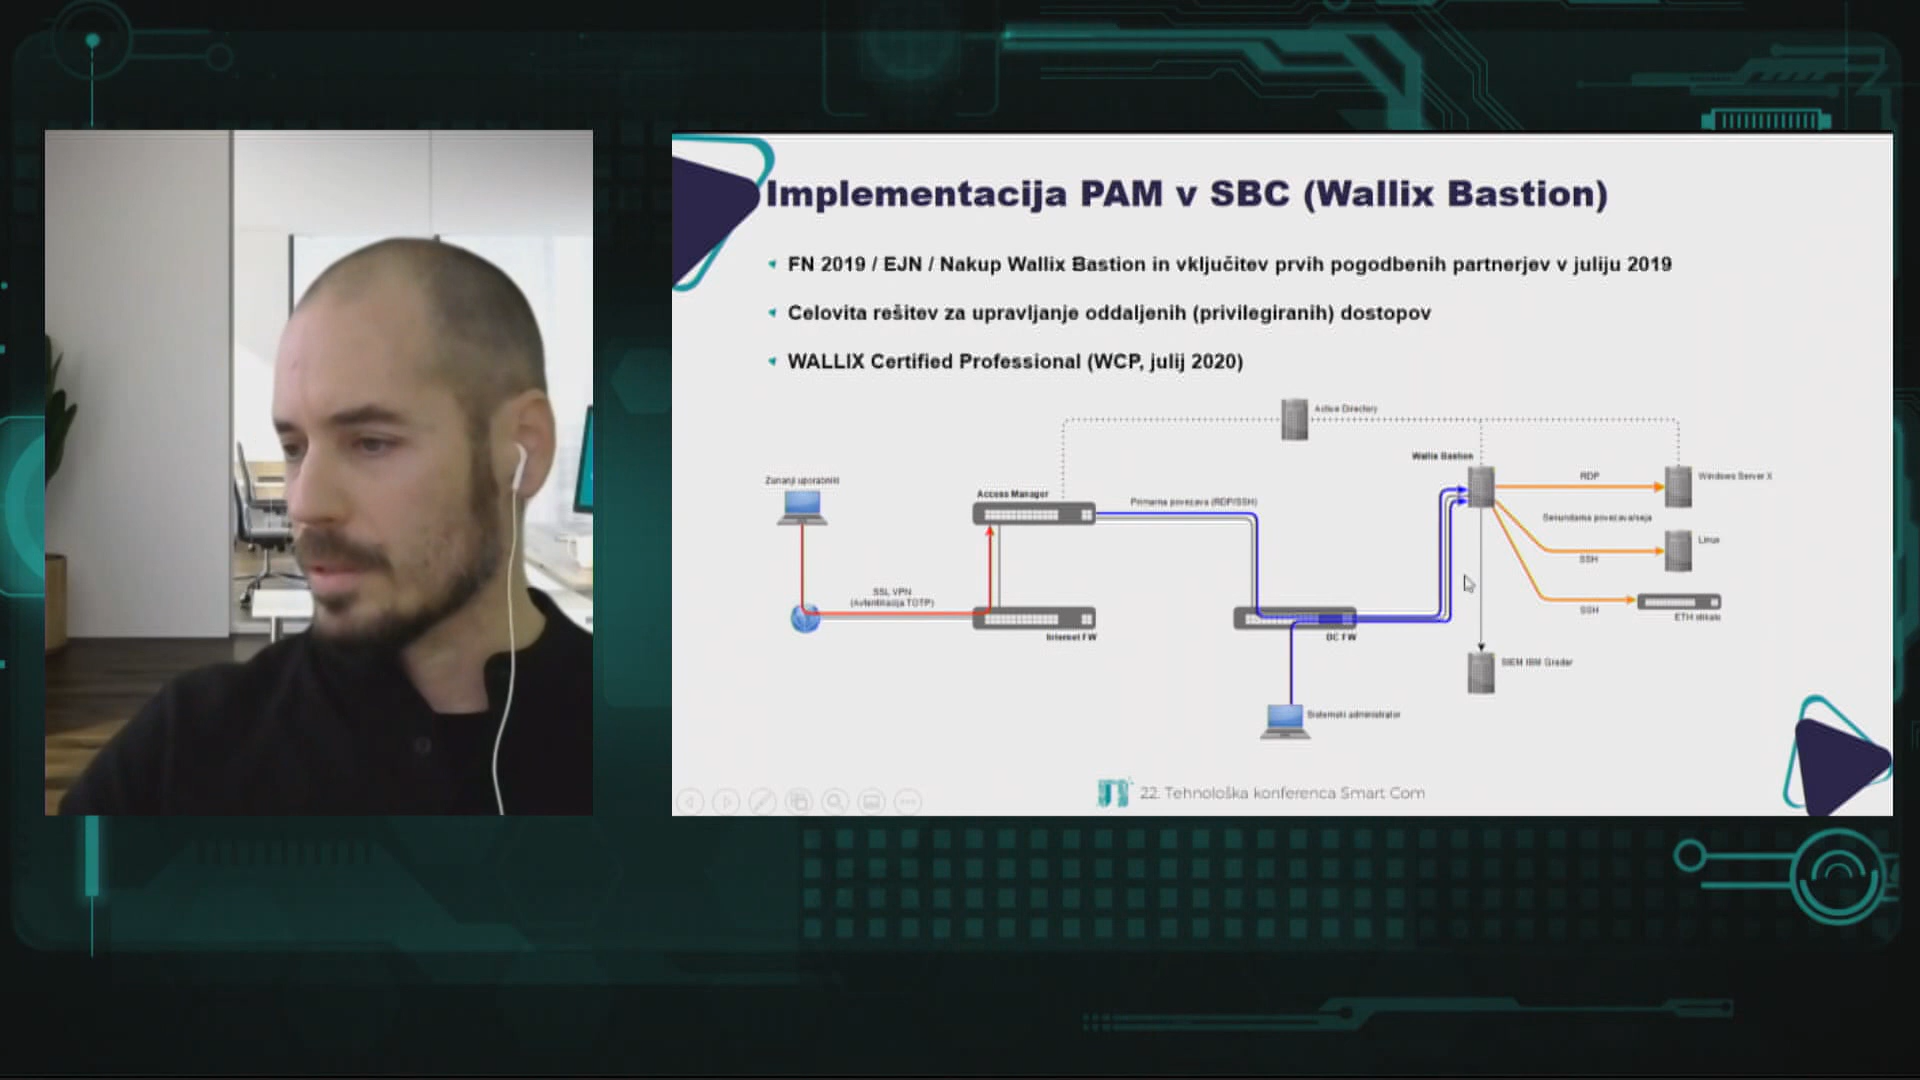 Implementacija PAM v SBC (Wallix Bastion)
FN 2019 / EJN / Nakup Wallix Bastion in vključitev prvih pogodbenih partnerjev v juliju 2019
Celovita rešitev za upravljanje oddaljenih (privilegiranih) dostopov
WALLIX Certified Professional (WCP, julij 2020)
Active Directory
Wallix Bastion
Zunanji uporabniki
Access Manager
Primarna povezava (RDP/SSH)
RDP
Windows Server X
Sekundarna povezava/seja
Linux
SSH
SSL VPN
(Avtentikacija TOTP)
SSH
ETH stikalo
Internet FW
DC FW
SIEM IBM Qradar
Sistemski administrator
22. Tehnološka konferenca Smart Com